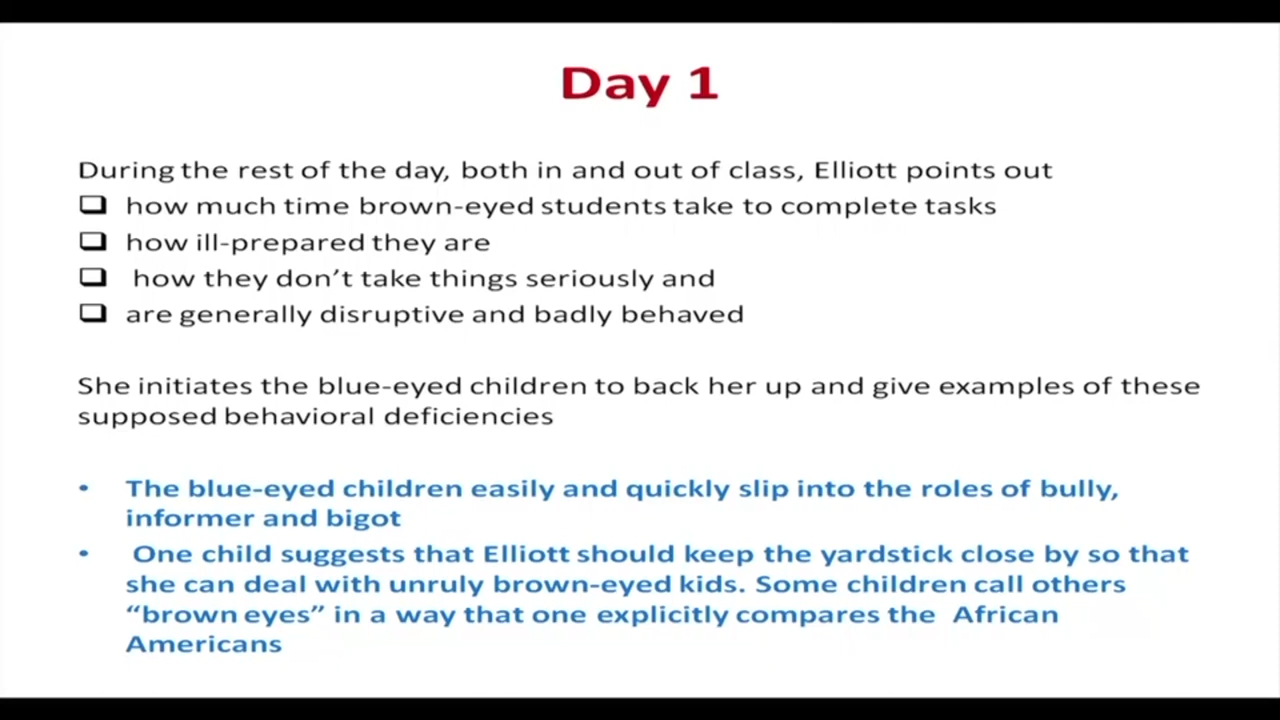 Day 1
During the rest of the day, both in and out of class, Elliott points out
❑ how much time brown-eyed students take to complete tasks
❑ how ill-prepared they are
❑ how they don’t take things seriously and
❑ are generally disruptive and badly behaved
She initiates the blue-eyed children to back her up and give examples of these
supposed behavioral deficiencies
• The blue-eyed children easily and quickly slip into the roles of bully,
informer and bigot
• One child suggests that Elliott should keep the yardstick close by so that
she can deal with unruly brown-eyed kids. Some children call others
“brown eyes” in a way that one explicitly compares the African
Americans